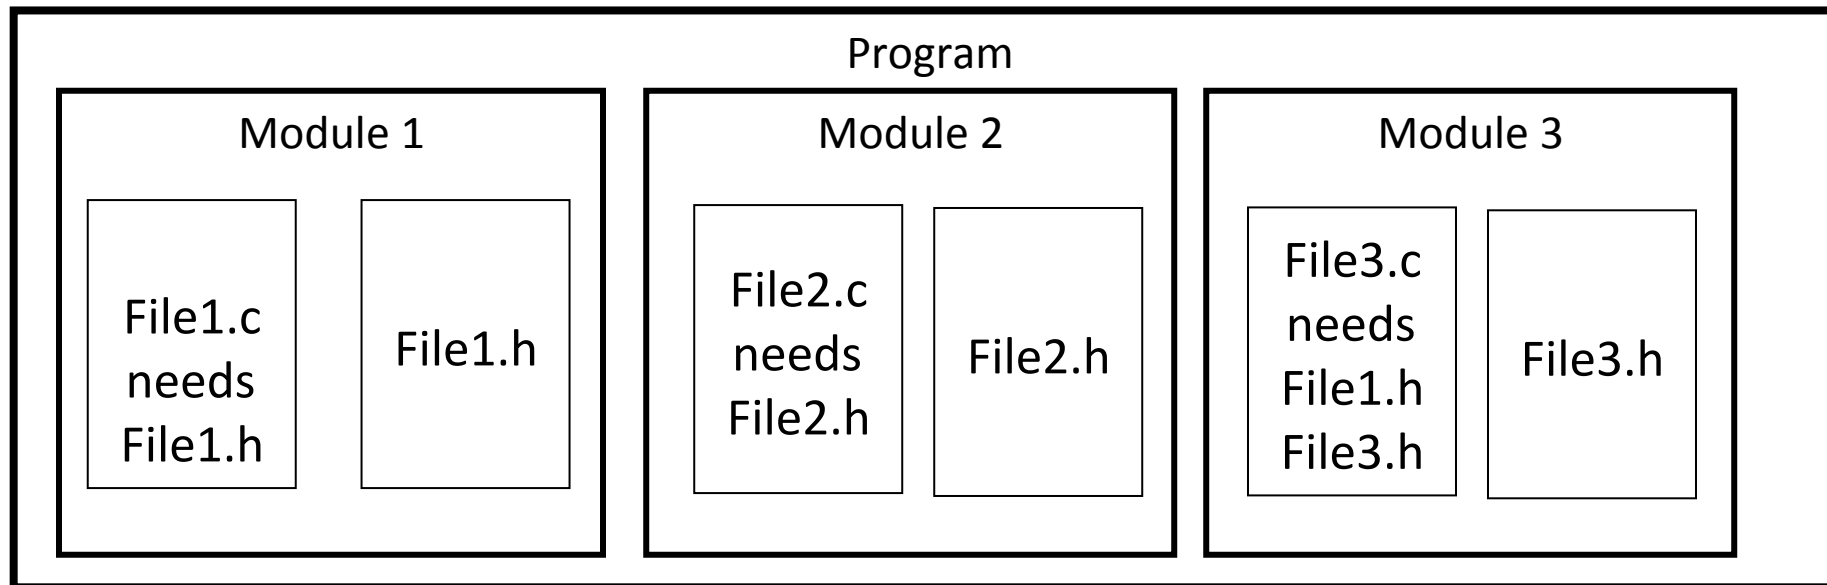 Program
Module 1
File1.c
needs
File1.h
File1.h
Module 2
File2.c
needs
File2.h
File2.h
Module 3
File3.c
needs
File1.h
File3.h
File3.h